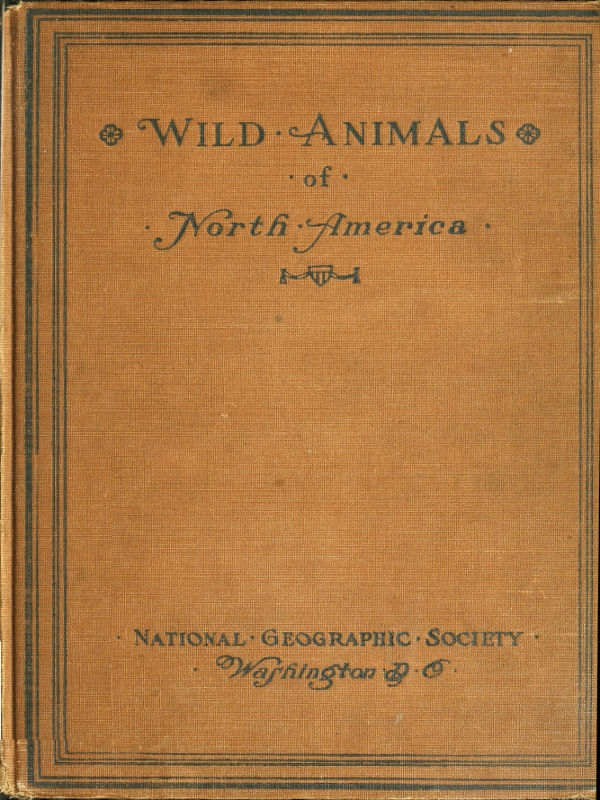 WILD · ANIMALS
· of ·
· North · America ·
· NATIONAL · GEOGRAPHIC · SOCIETY ·
· Washington D · C ·